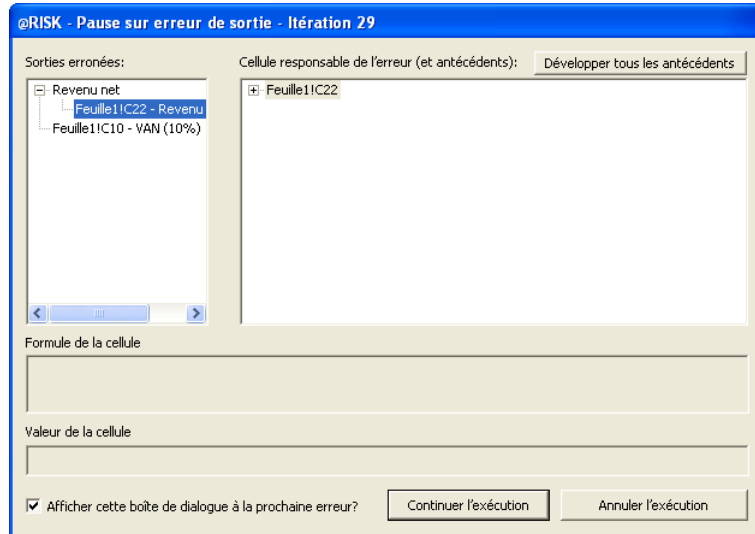 @RISK - Pause sur erreur de sortie - Itération 29
Sorties erronées:
Cellule responsable de l'erreur (et antécédents):
Développer tous les antécédents
Revenu net
Feuille1!C22 - Revenu
Feuille1!C10 - VAN (10%)
Feuille1!C22
Formule de la cellule
Valeur de la cellule
Afficher cette boîte de dialogue à la prochaine erreur?
Continuer l'exécution
Annuler l'exécution